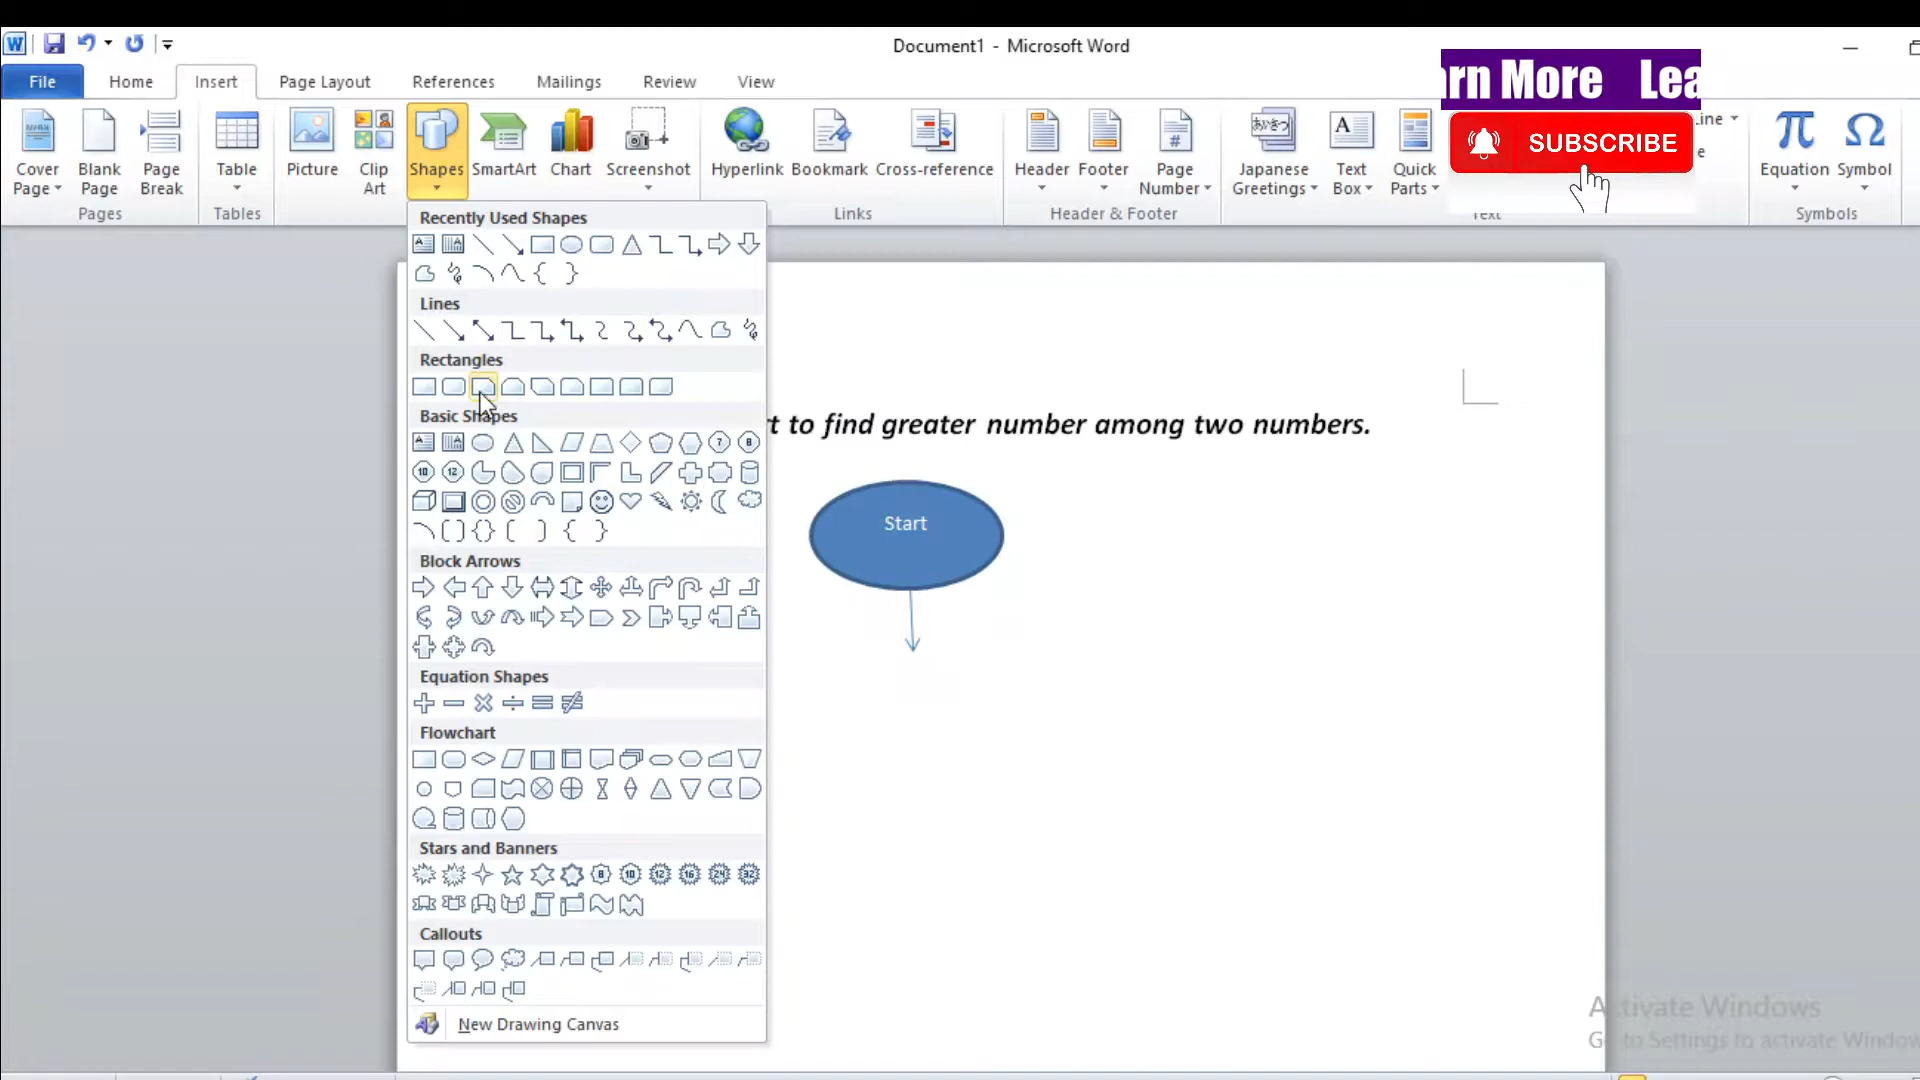 Document1 - Microsoft Word
rn More Lea
File Home Insert Page Layout References Mailings Review View
SUBSCRIBE
Cover Page
Blank Page
Page Break
Table
Picture
Clip Art
Shapes
SmartArt
Chart
Screenshot
Hyperlink
Bookmark
Cross-reference
Header
Footer
Page Number
Japanese Greetings
Text Box
Quick Parts
ine
e
Equation
Symbol
Pages
Tables
Links
Header & Footer
Text
Symbols
Recently Used Shapes
Lines
Rectangles
Basic Shapes
t to find greater number among two numbers.
Start
Block Arrows
Equation Shapes
Flowchart
Stars and Banners
Callouts
New Drawing Canvas
Activate Windows
Go to Settings to activate Window